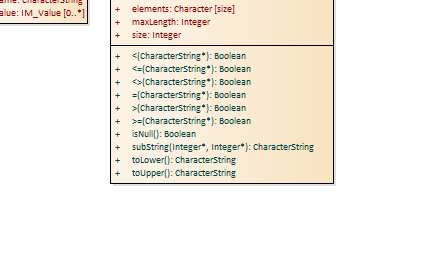 ame: CharacterString
alue: IM_Value [0..*]
+ elements: Character [size]
+ maxLength: Integer
+ size: Integer
+ <(CharacterString*): Boolean
+ <=(CharacterString*): Boolean
+ <>(CharacterString*): Boolean
+ =(CharacterString*): Boolean
+ >(CharacterString*): Boolean
+ >=(CharacterString*): Boolean
+ isNull(): Boolean
+ subString(Integer*, Integer*): CharacterString
+ toLower(): CharacterString
+ toUpper(): CharacterString